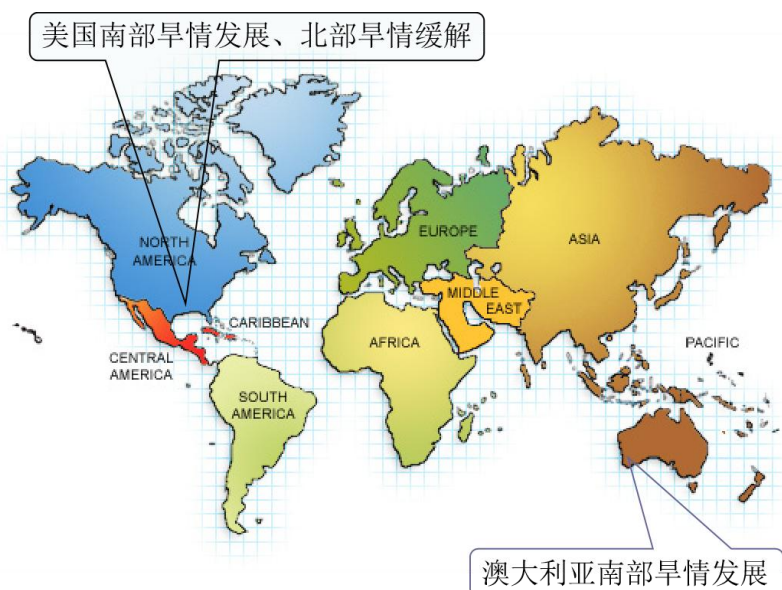 美国南部旱情发展、北部旱情缓解
NORTH
AMERICA
EUROPE
ASIA
MIDDLE
EAST
CARIBBEAN
AFRICA
PACIFIC
CENTRAL
AMERICA
SOUTH
AMERICA
澳大利亚南部旱情发展